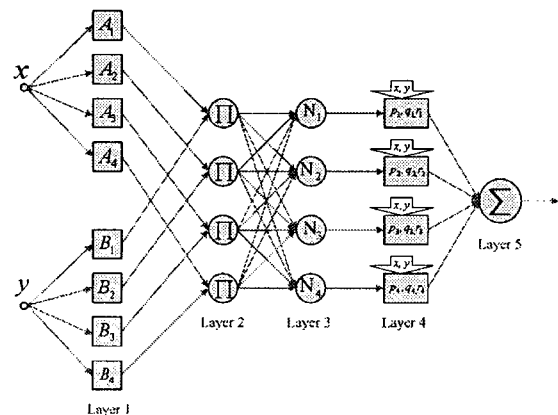 x
A₁
A₂
A₃
A₄
y
B₁
B₂
B₃
B₄
Layer 1
∏
∏
∏
∏
Layer 2
N₁
N₂
N₃
N₄
Layer 3
x, y
p₁, q₁, r₁
x, y
p₂, q₂, r₂
x, y
p₃, q₃, r₃
x, y
p₄, q₄, r₄
Layer 4
∑
Layer 5